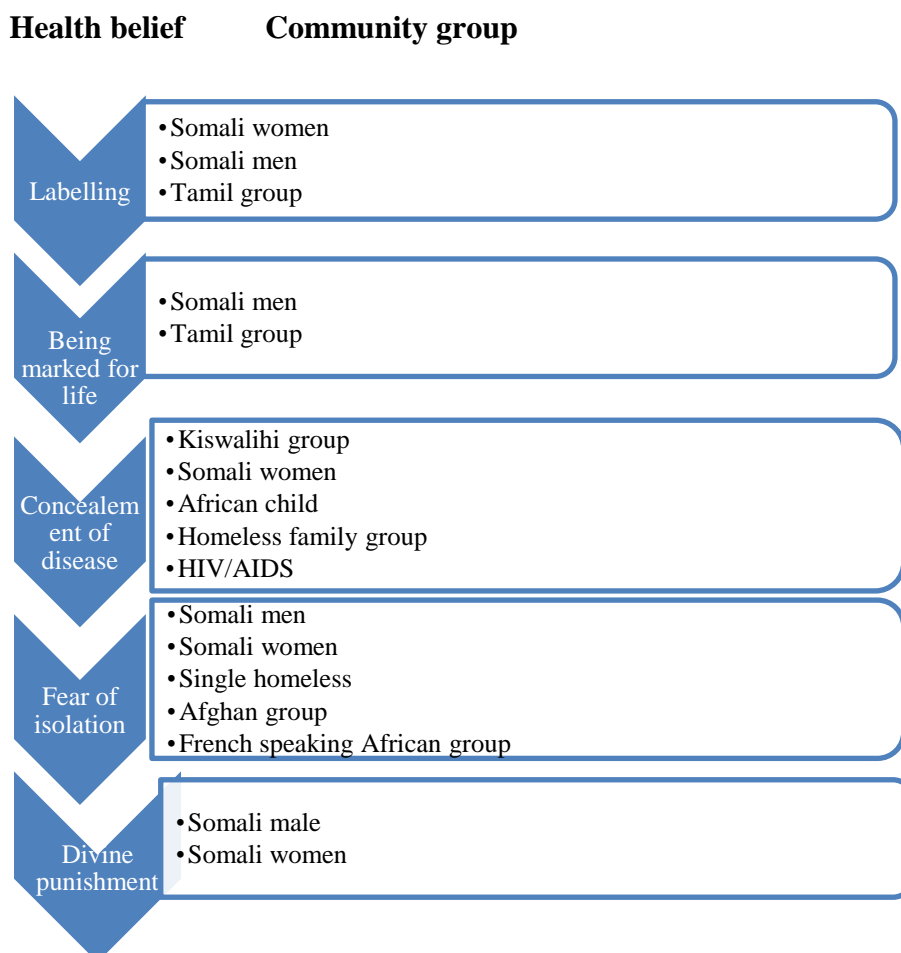 Health belief Community group
Labelling
•Somali women
•Somali men
•Tamil group
Being
marked for
life
•Somali men
•Tamil group
Concealem
ent of
disease
•Kiswalihi group
•Somali women
•African child
•Homeless family group
•HIV/AIDS
Fear of
isolation
•Somali men
•Somali women
•Single homeless
•Afghan group
•French speaking African group
Divine
punishment
•Somali male
•Somali women